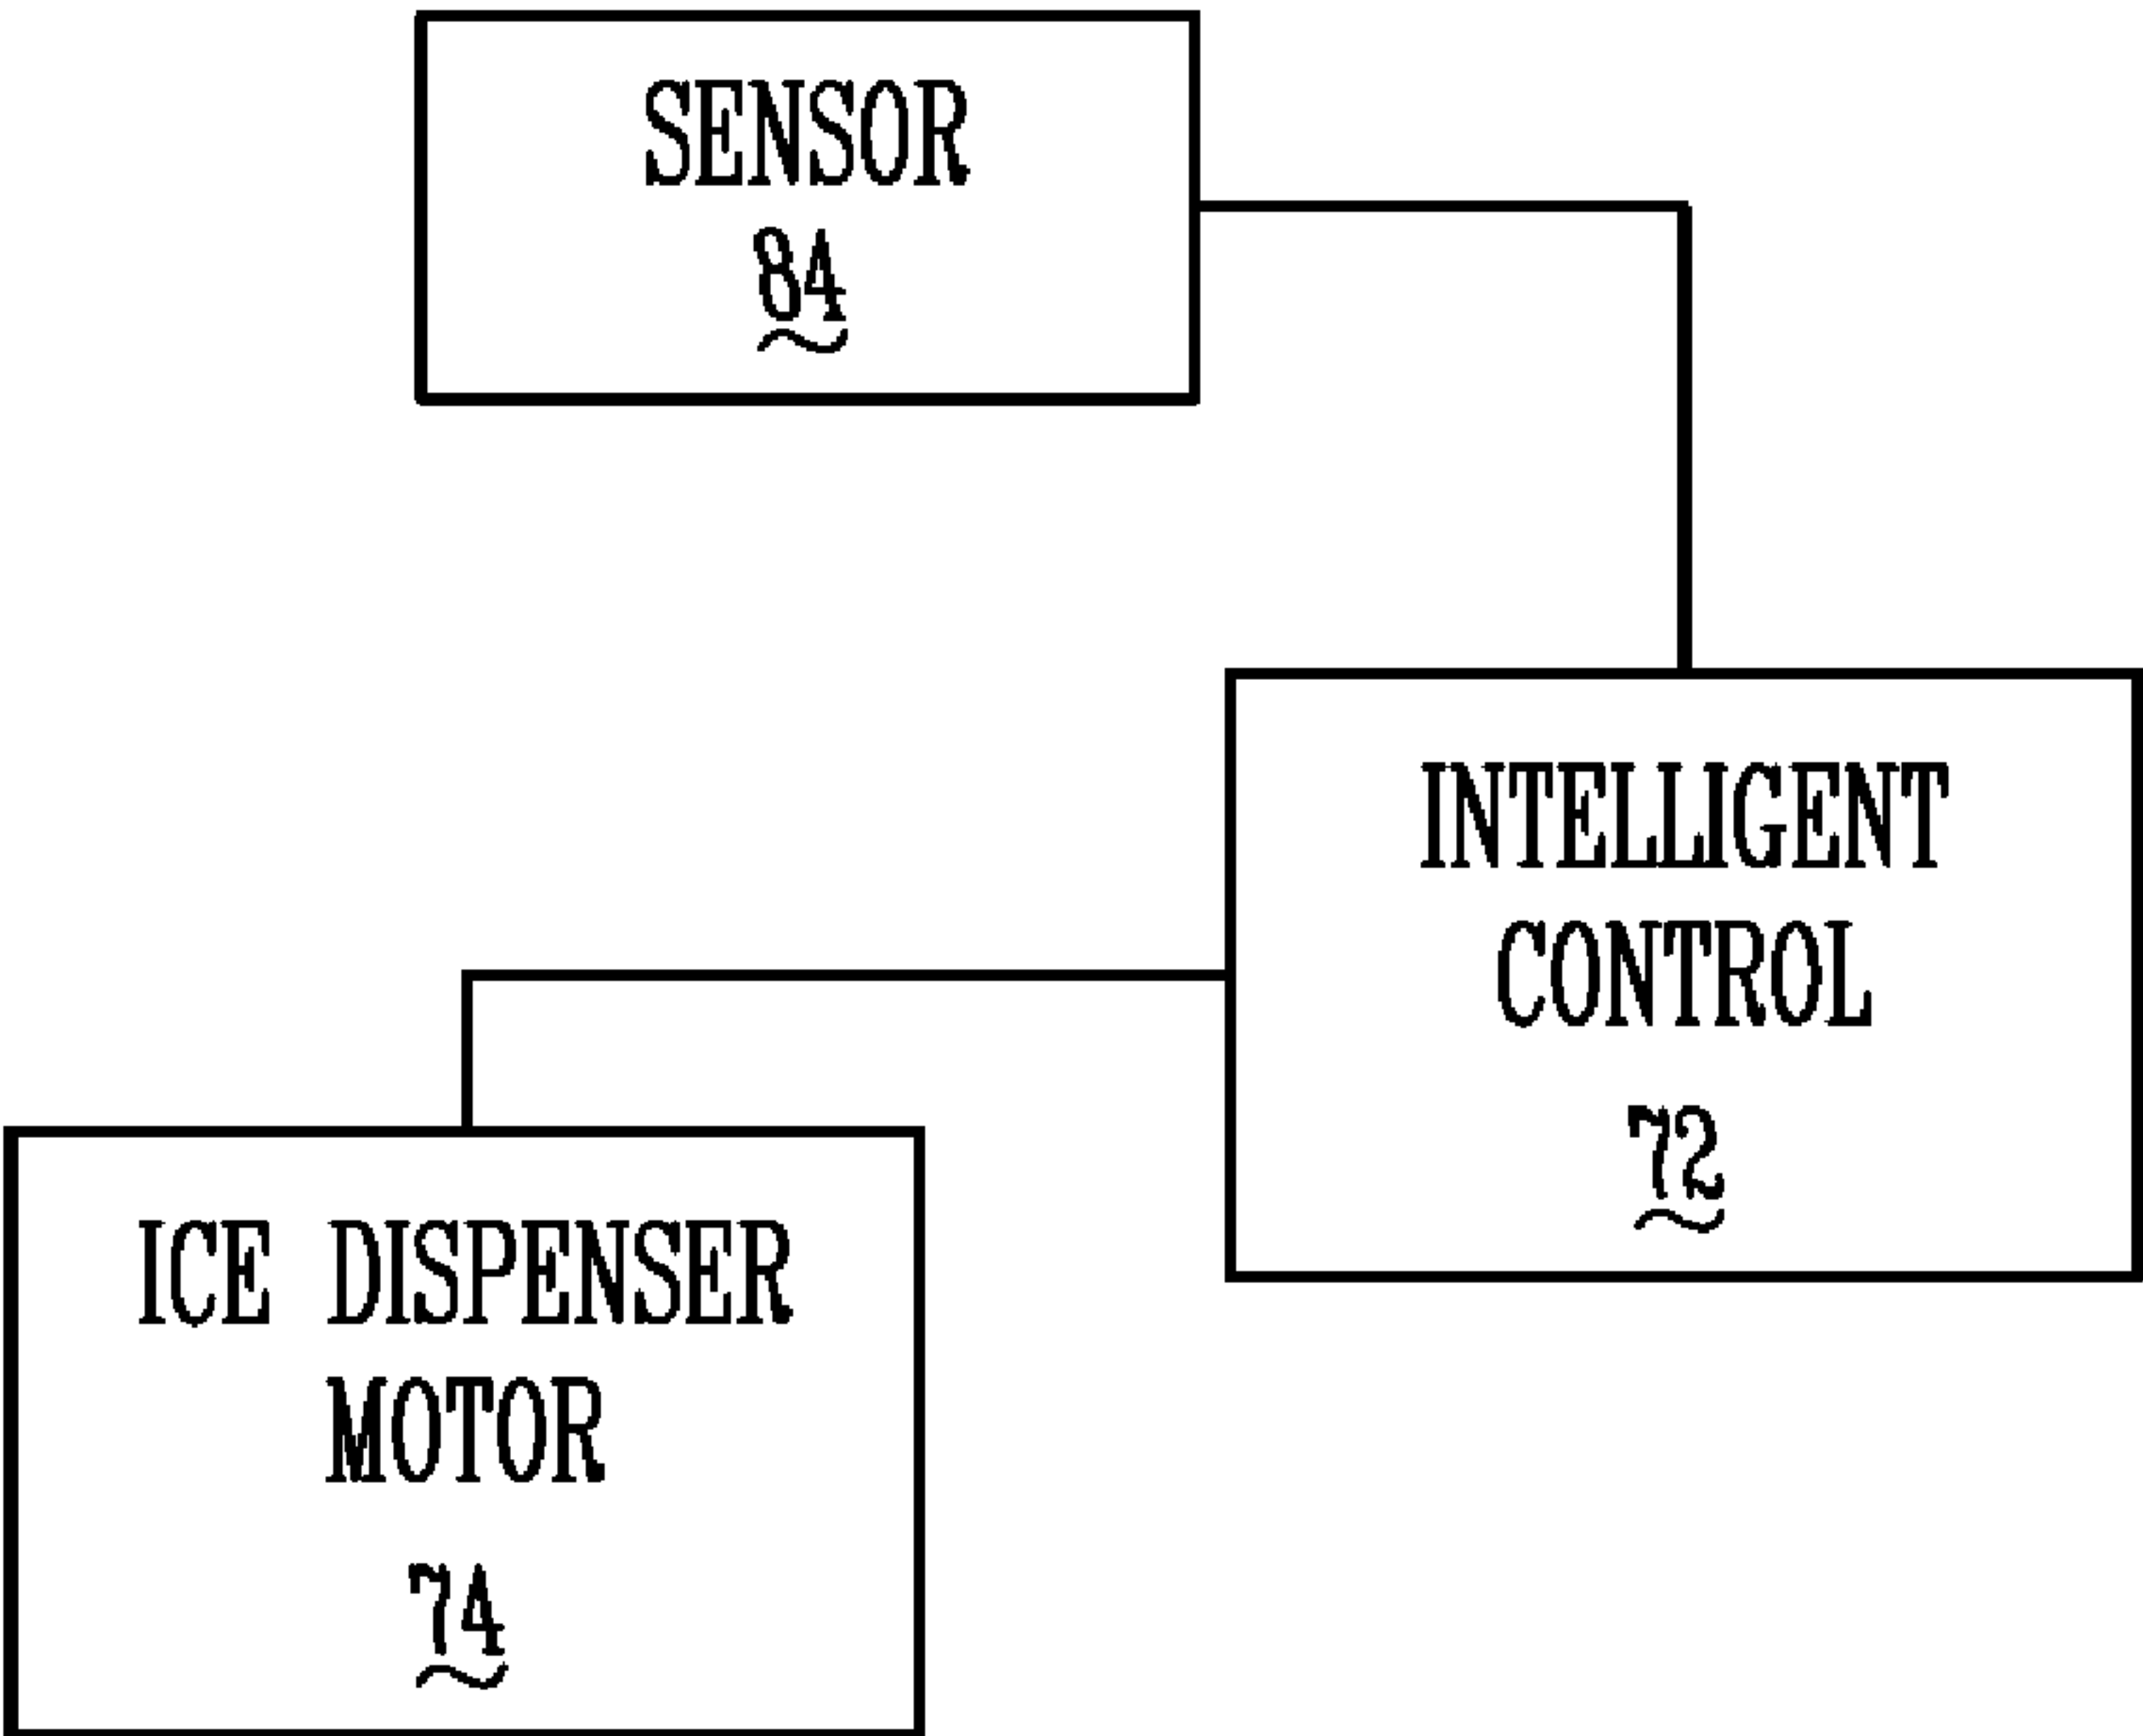 SENSOR
84
INTELLIGENT
CONTROL
72
ICE DISPENSER
MOTOR
74